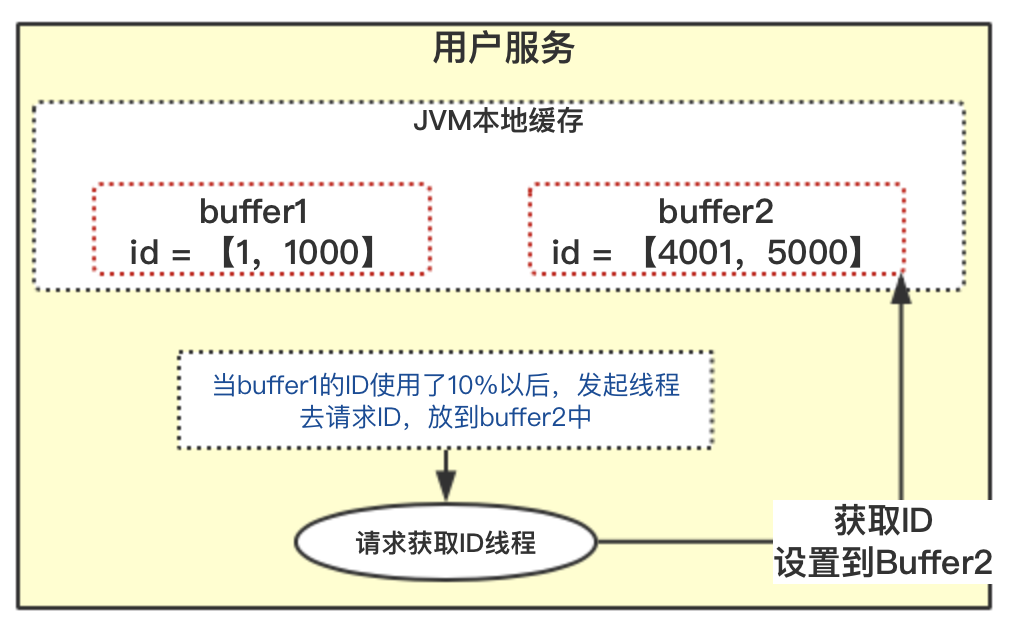 用户服务
JVM本地缓存
buffer1
id = 【1，1000】
buffer2
id = 【4001，5000】
当buffer1的ID使用了10%以后，发起线程
去请求ID，放到buffer2中
请求获取ID线程
获取ID
设置到Buffer2